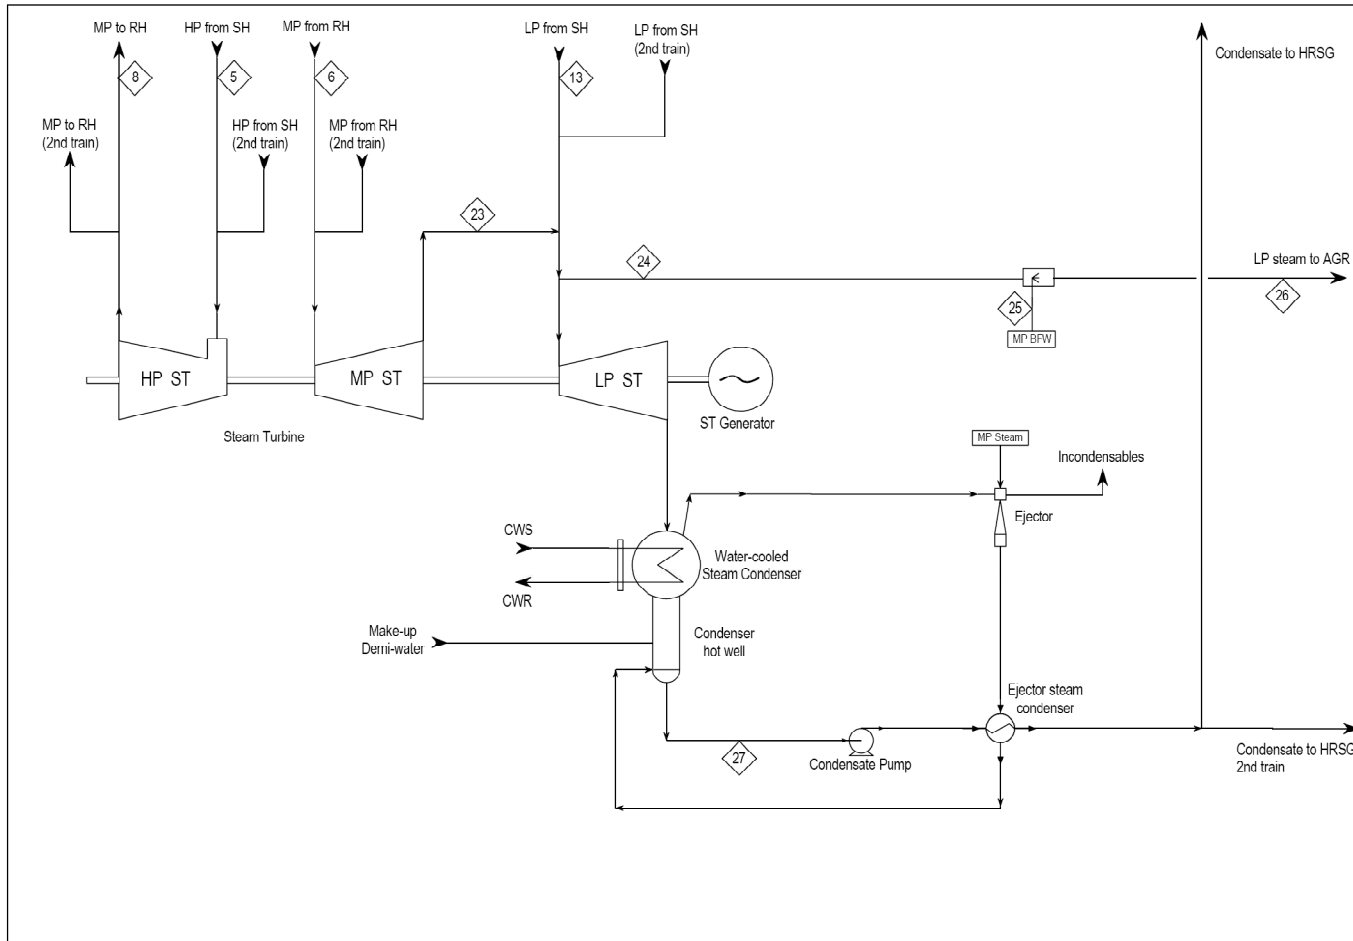 MP to RH
HP from SH
MP from RH
LP from SH
LP from SH
(2nd train)
Condensate to HRSG
8
5
6
13
MP to RH
(2nd train)
HP from SH
(2nd train)
MP from RH
(2nd train)
23
24
LP steam to AGR
26
25
MP BFW
HP ST
MP ST
LP ST
Steam Turbine
ST Generator
MP Steam
Incondensables
Ejector
CWS
Water-cooled
Steam Condenser
CWR
Make-up
Demi-water
Condenser
hot well
Ejector steam
condenser
27
Condensate Pump
Condensate to HRSG
2nd train